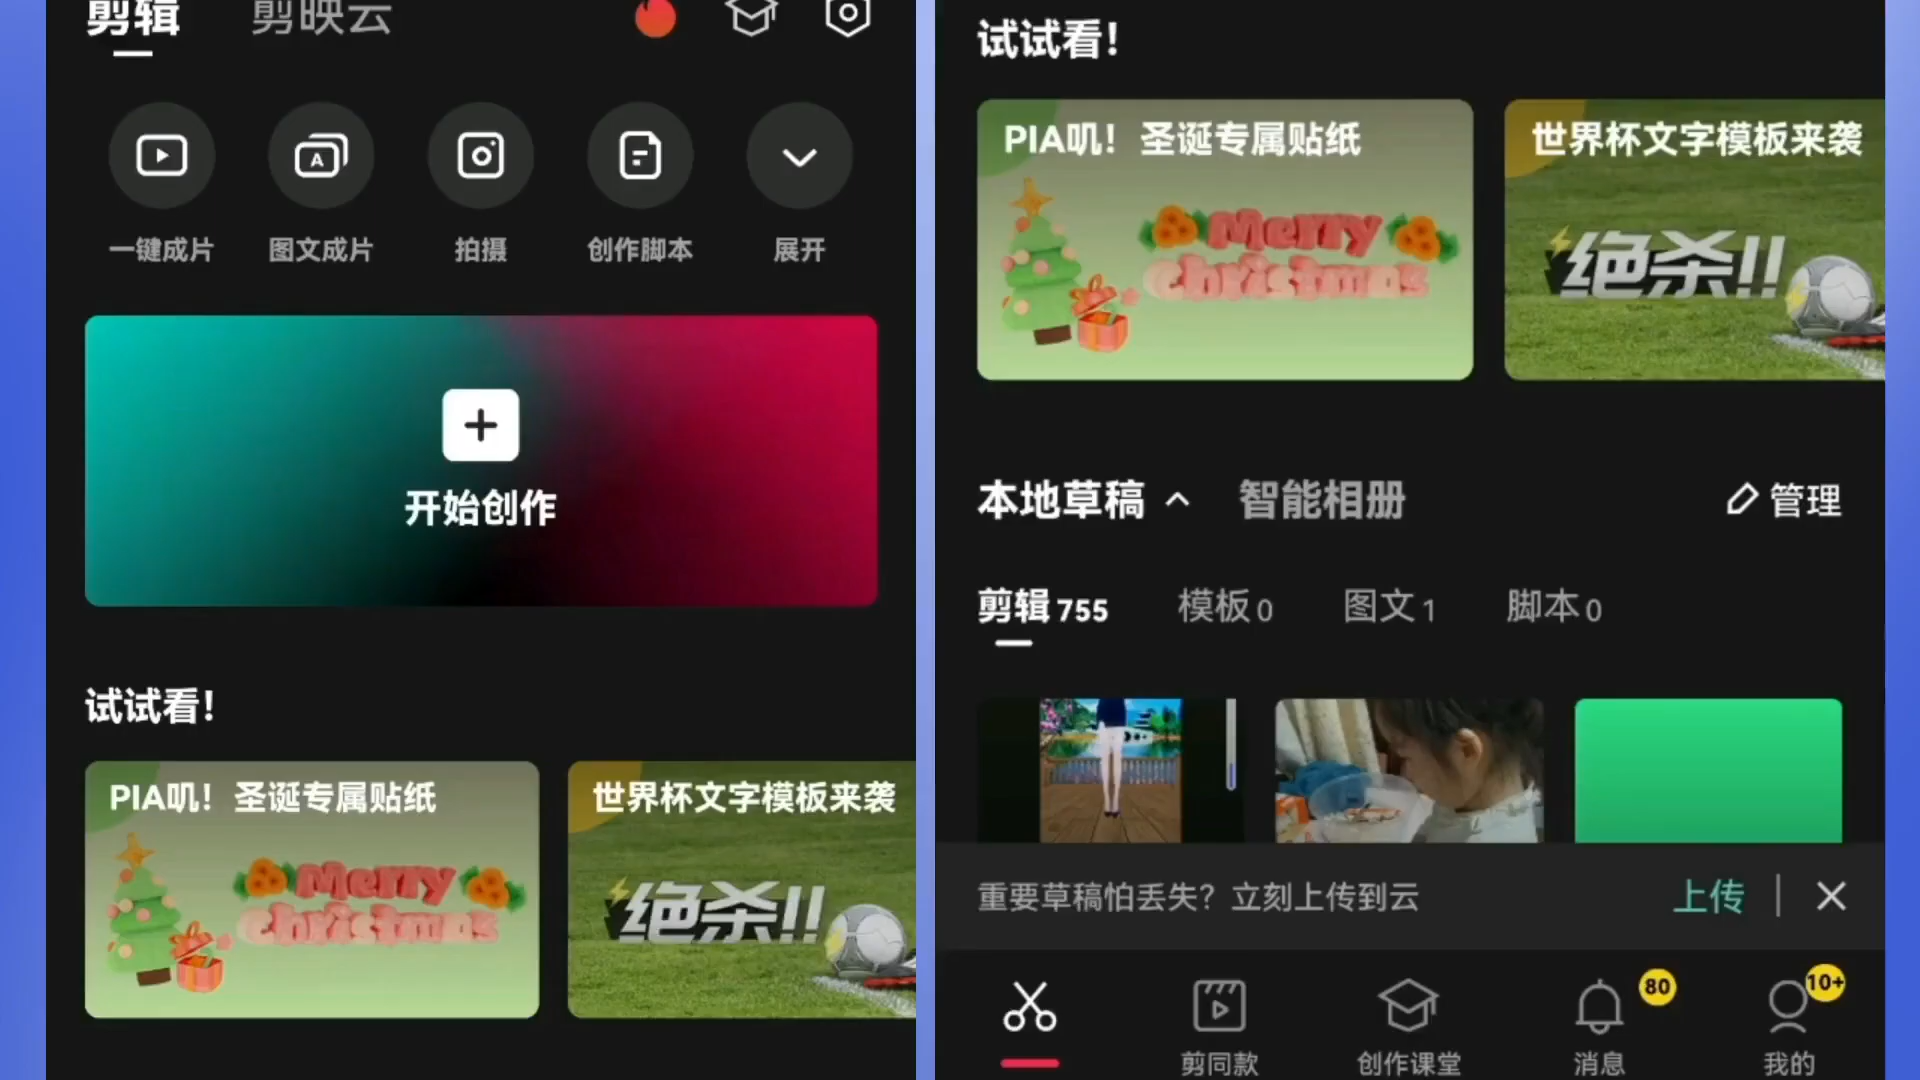 剪辑 剪映云
一键成片 图文成片 拍摄 创作脚本 展开
开始创作
试试看!
PIA叽！圣诞专属贴纸 世界杯文字模板来袭
Merry
Christmas
绝杀!!
试试看!
PIA叽！圣诞专属贴纸 世界杯文字模板来袭
Merry
Christmas
绝杀!!
本地草稿 智能相册 管理
剪辑755 模板0 图文1 脚本0
重要草稿怕丢失？立刻上传到云 上传
80 10+
剪同款 创作课堂 消息 我的